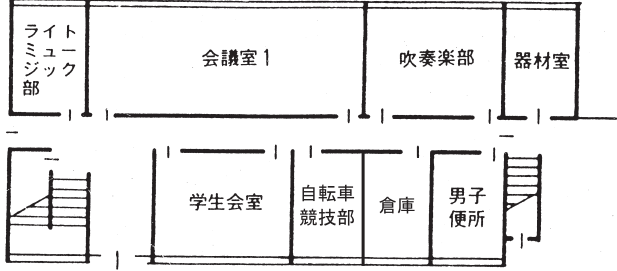 ライト
ミュー
ジック
部
会議室1
吹奏楽部
器材室
学生会室
自転車
競技部
倉庫
男子
便所